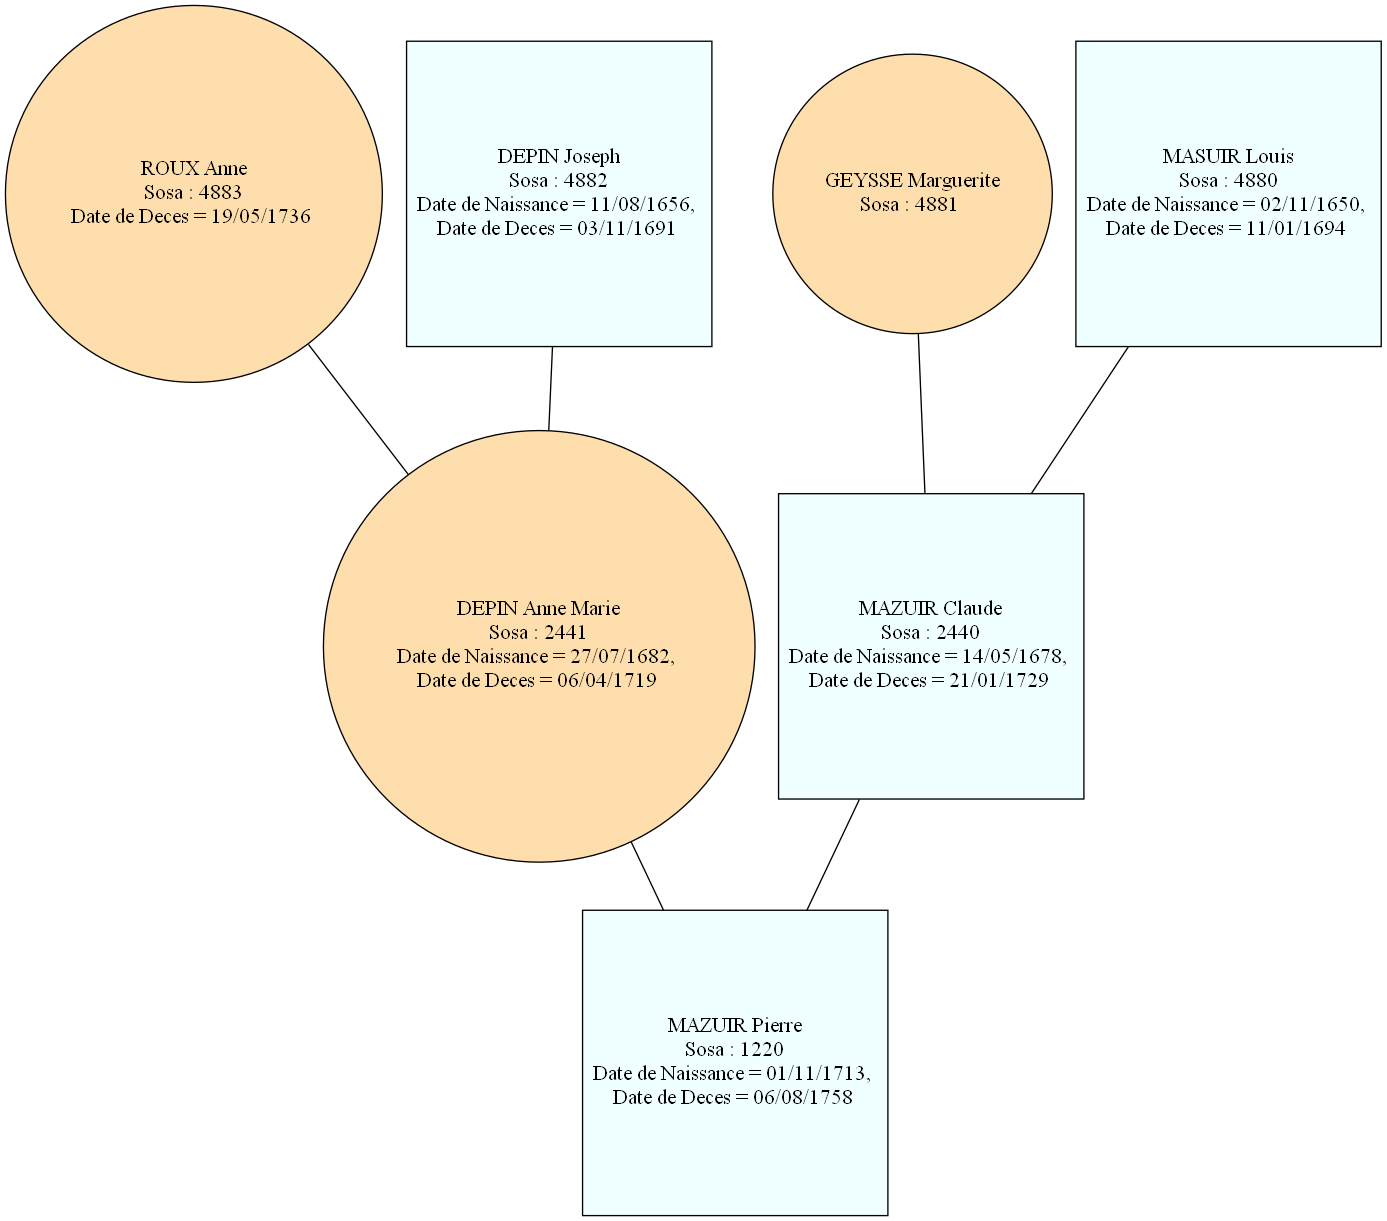 ROUX Anne
Sosa : 4883
Date de Deces = 19/05/1736
DEPIN Joseph
Sosa : 4882
Date de Naissance = 11/08/1656,
Date de Deces = 03/11/1691
GEYSSE Marguerite
Sosa : 4881
MASUIR Louis
Sosa : 4880
Date de Naissance = 02/11/1650,
Date de Deces = 11/01/1694
DEPIN Anne Marie
Sosa : 2441
Date de Naissance = 27/07/1682,
Date de Deces = 06/04/1719
MAZUIR Claude
Sosa : 2440
Date de Naissance = 14/05/1678,
Date de Deces = 21/01/1729
MAZUIR Pierre
Sosa : 1220
Date de Naissance = 01/11/1713,
Date de Deces = 06/08/1758